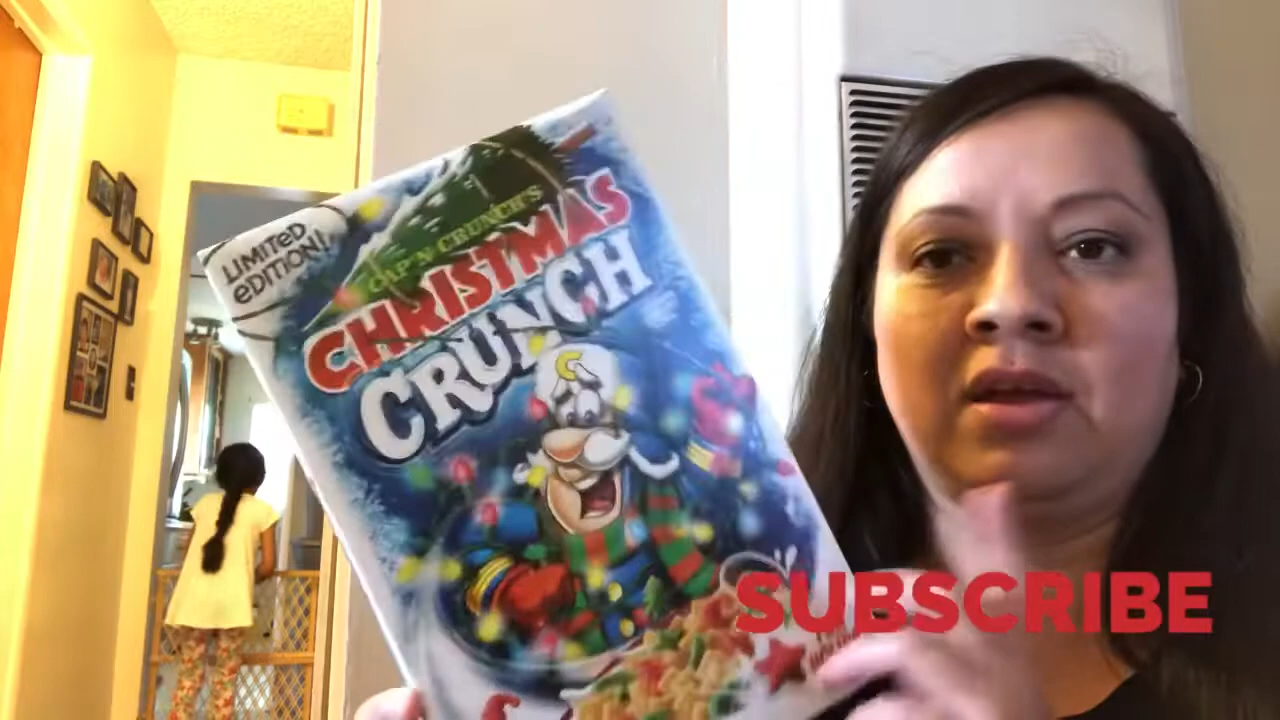 LIMITED
EDITION!
CAP'N CRUNCH'S
CHRISTMAS
CRUNCH
SUBSCRIBE